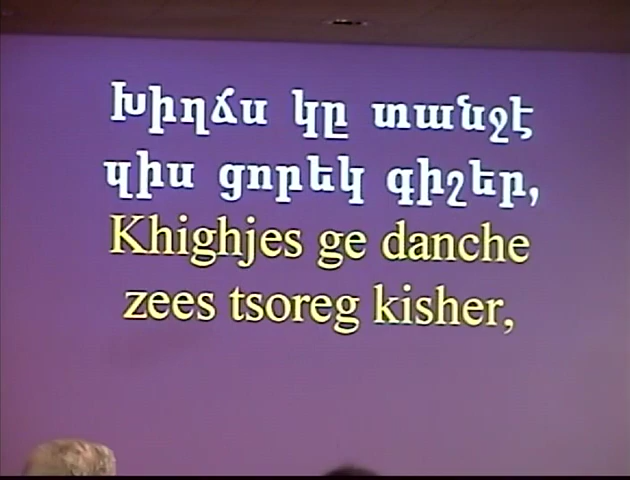 Խիղճս կը տանջէ
զիս ցորեկ գիշեր,
Khighjes ge danche
zees tsoreg kisher,